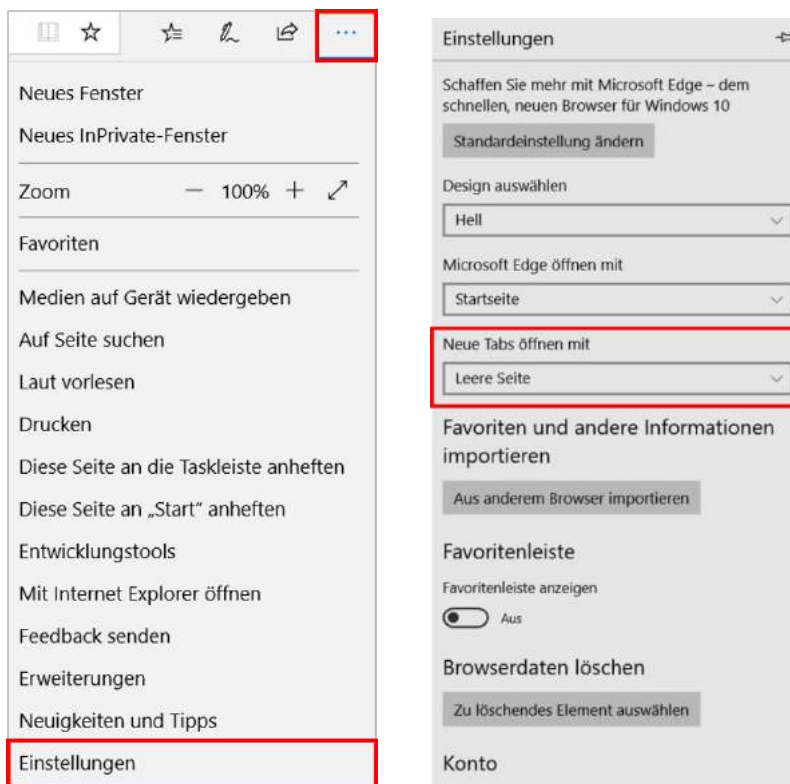 Neues Fenster
Neues InPrivate-Fenster
Zoom — 100% +
Favoriten
Medien auf Gerät wiedergeben
Auf Seite suchen
Laut vorlesen
Drucken
Diese Seite an die Taskleiste anheften
Diese Seite an „Start" anheften
Entwicklungstools
Mit Internet Explorer öffnen
Feedback senden
Erweiterungen
Neuigkeiten und Tipps
Einstellungen
Einstellungen
Schaffen Sie mehr mit Microsoft Edge – dem
schnellen, neuen Browser für Windows 10
Standardeinstellung ändern
Design auswählen
Hell
Microsoft Edge öffnen mit
Startseite
Neue Tabs öffnen mit
Leere Seite
Favoriten und andere Informationen
importieren
Aus anderem Browser importieren
Favoritenleiste
Favoritenleiste anzeigen
Aus
Browserdaten löschen
Zu löschendes Element auswählen
Konto